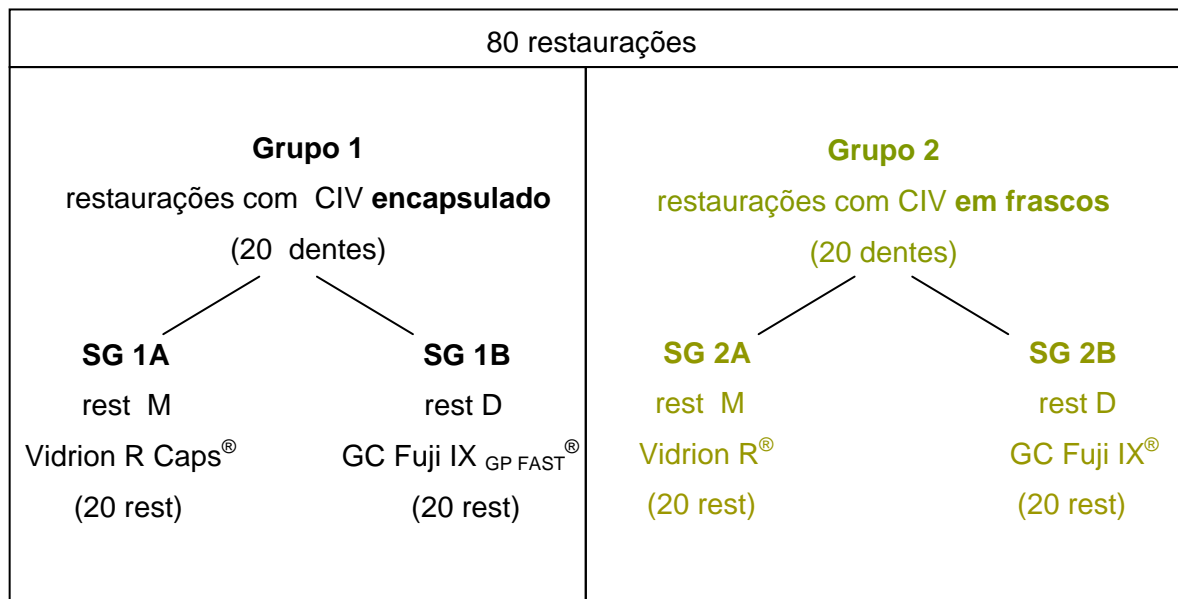 80 restaurações
Grupo 1
restaurações com CIV encapsulado
(20 dentes)
SG 1A
rest M
Vidrion R Caps®
(20 rest)
SG 1B
rest D
GC Fuji IX GP FAST®
(20 rest)
Grupo 2
restaurações com CIV em frascos
(20 dentes)
SG 2A
rest M
Vidrion R®
(20 rest)
SG 2B
rest D
GC Fuji IX®
(20 rest)